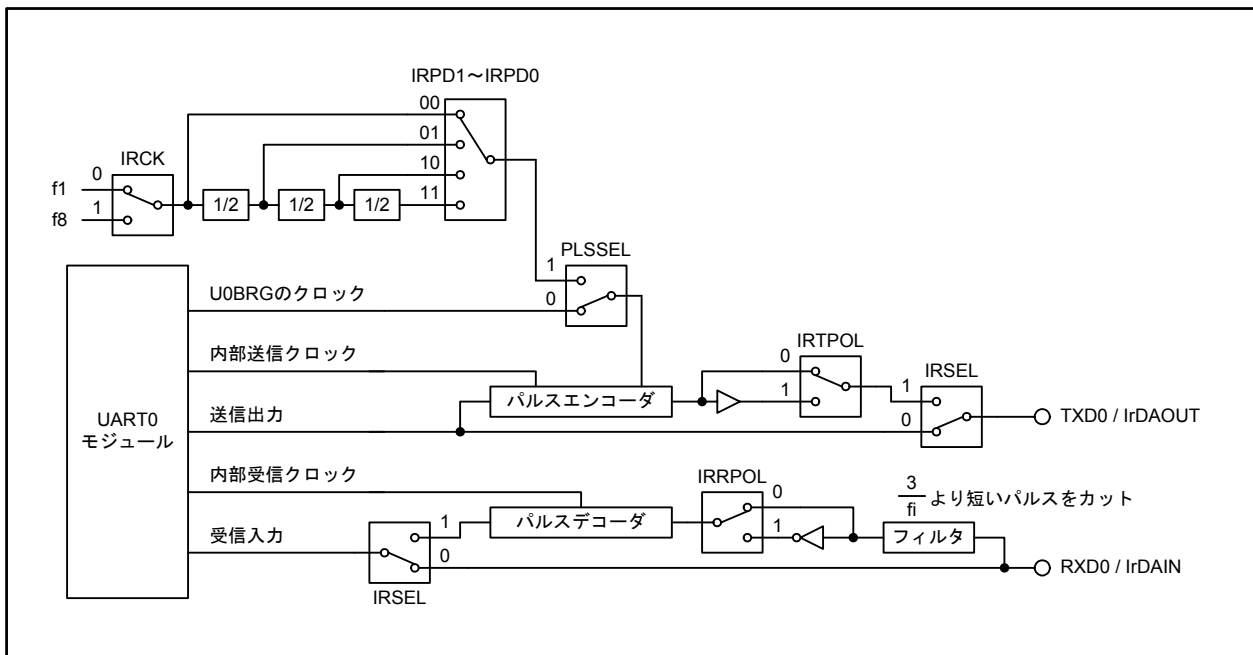 IRPD1～IRPD0
00
01
10
11
IRCK
0
f1
1
f8
1/2
1/2
1/2
PLSSEL
1
0
U0BRGのクロック
内部送信クロック
IRTPOL
0
1
IRSEL
1
0
パルスエンコーダ
UART0
モジュール
送信出力
TXD0 / IrDAOUT
内部受信クロック
IRRPOL
0
1
3
fi
より短いパルスをカット
パルスデコーダ
フィルタ
受信入力
1
0
IRSEL
RXD0 / IrDAIN